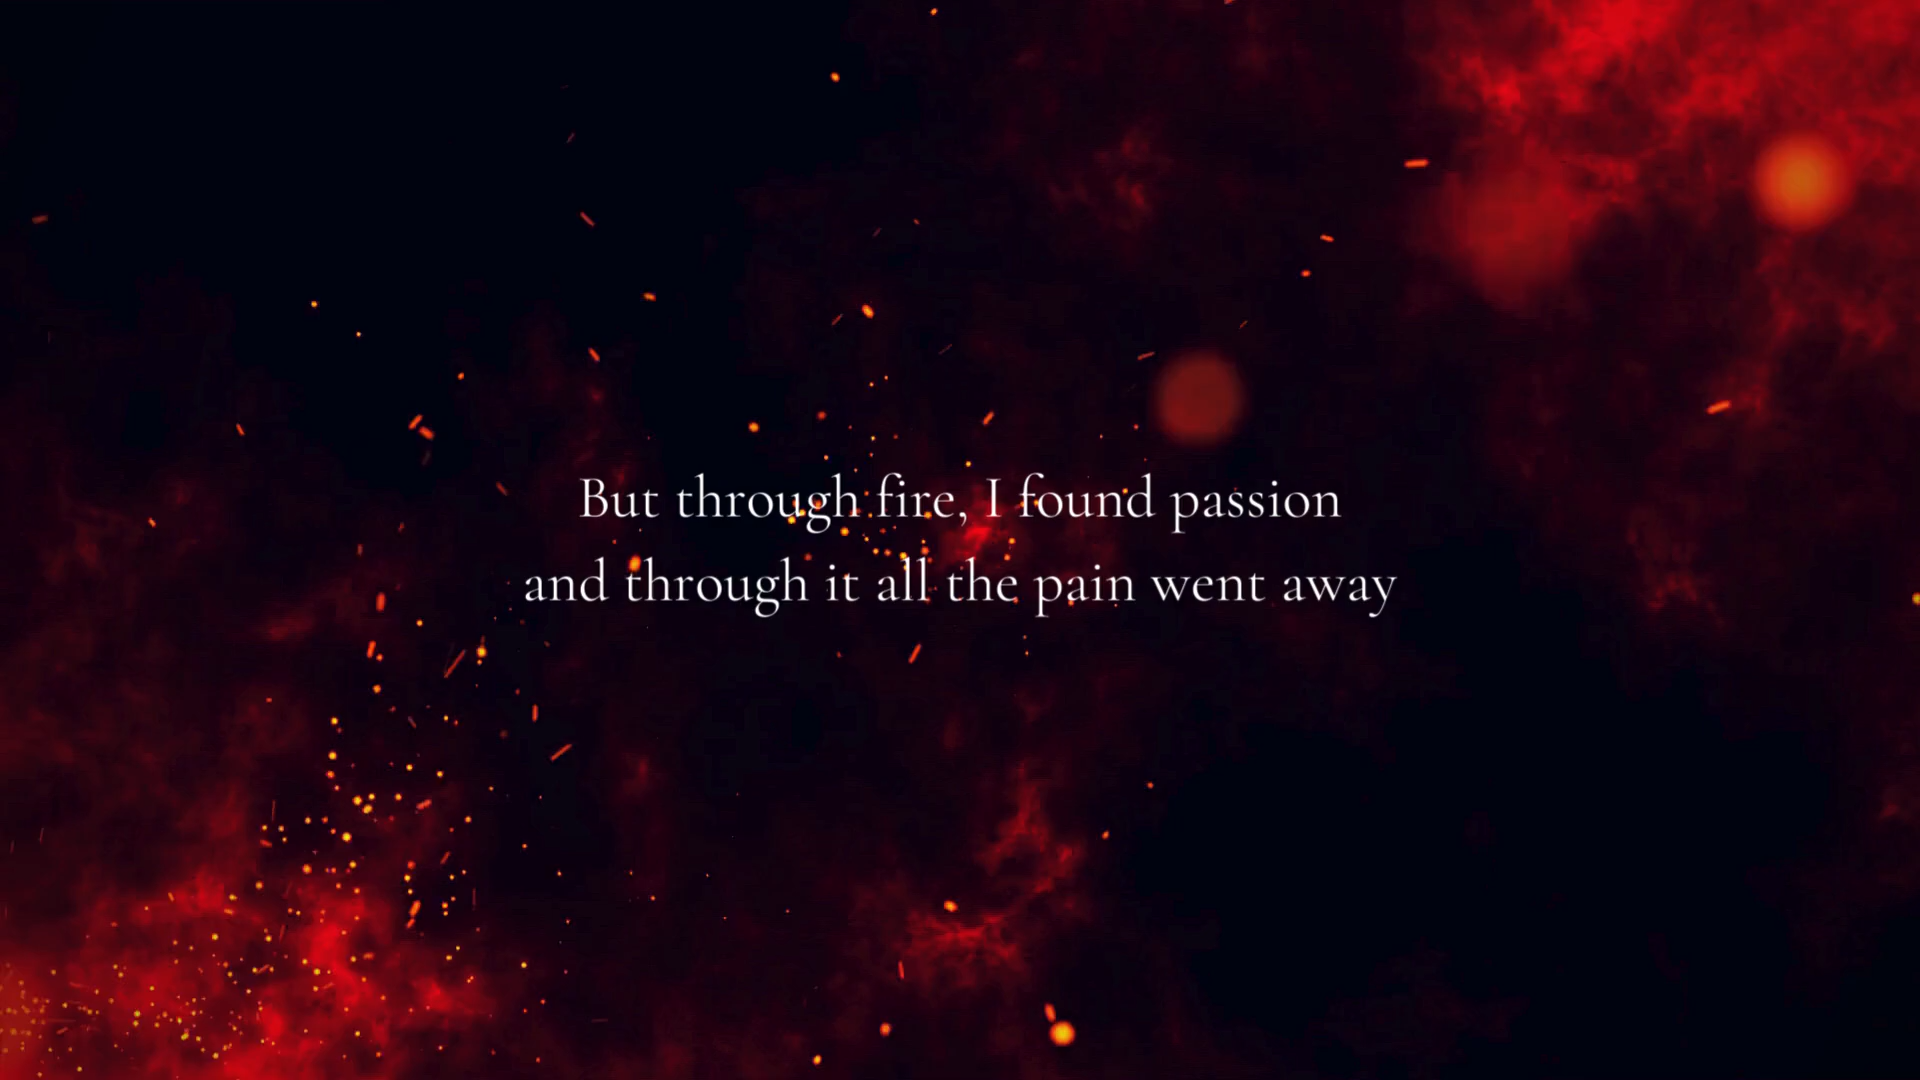 But through fire, I found passion
and through it all the pain went away